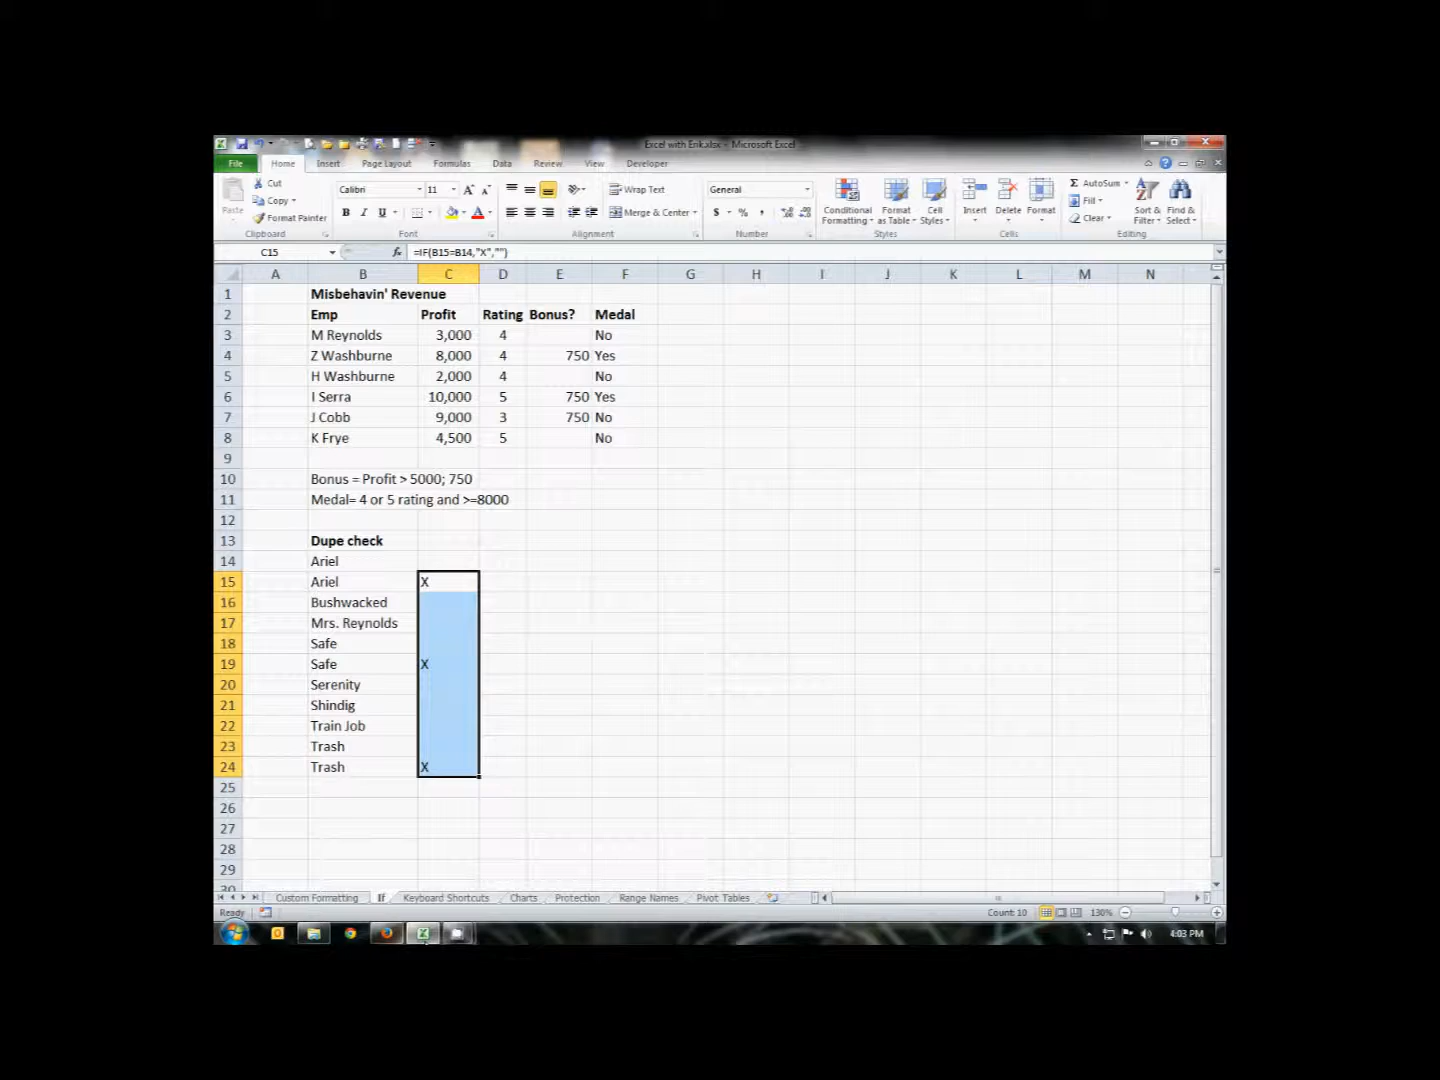 Excel with Erik.xlsx - Microsoft Excel
File Home Insert Page Layout Formulas Data Review View Developer
Paste
Cut
Copy
Format Painter
Clipboard
Calibri 11
B I U
Font
Wrap Text
Merge & Center
Alignment
General
$ % ,
Number
Conditional Formatting
Format as Table
Cell Styles
Styles
Insert Delete Format
Cells
Σ AutoSum
Fill
Clear
Sort & Filter
Find & Select
Editing
C15 fx =IF(B15=B14,"X","")
A B C D E F G H I J K L M N
1 Misbehavin' Revenue
2 Emp Profit Rating Bonus? Medal
3 M Reynolds 3,000 4 No
4 Z Washburne 8,000 4 750 Yes
5 H Washburne 2,000 4 No
6 I Serra 10,000 5 750 Yes
7 J Cobb 9,000 3 750 No
8 K Frye 4,500 5 No
9
10 Bonus = Profit > 5000; 750
11 Medal= 4 or 5 rating and >=8000
12
13 Dupe check
14 Ariel
15 Ariel X
16 Bushwacked
17 Mrs. Reynolds
18 Safe
19 Safe X
20 Serenity
21 Shindig
22 Train Job
23 Trash
24 Trash X
25
26
27
28
29
30
Custom Formatting If Keyboard Shortcuts Charts Protection Range Names Pivot Tables
Ready Count: 10 130%
4:03 PM